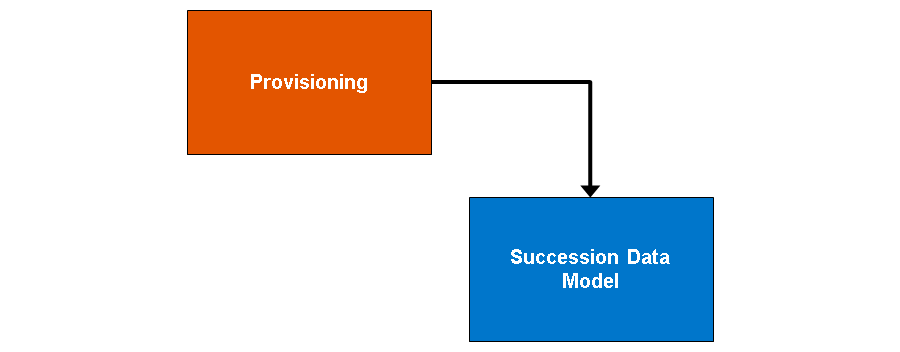 Provisioning
Succession Data
Model